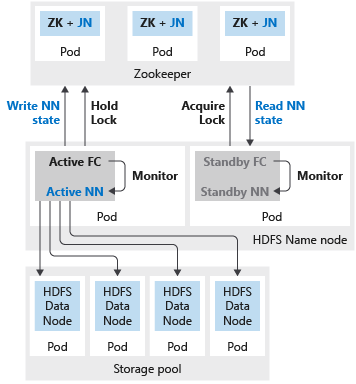 ZK + JN
ZK + JN
ZK + JN
Pod
Pod
Pod
Zookeeper
Write NN
state
Hold
Lock
Acquire
Lock
Read NN
state
Active FC
Monitor
Active NN
Pod
Standby FC
Monitor
Standby NN
Pod
HDFS Name node
HDFS
Data
Node
HDFS
Data
Node
HDFS
Data
Node
HDFS
Data
Node
Pod
Pod
Pod
Pod
Storage pool